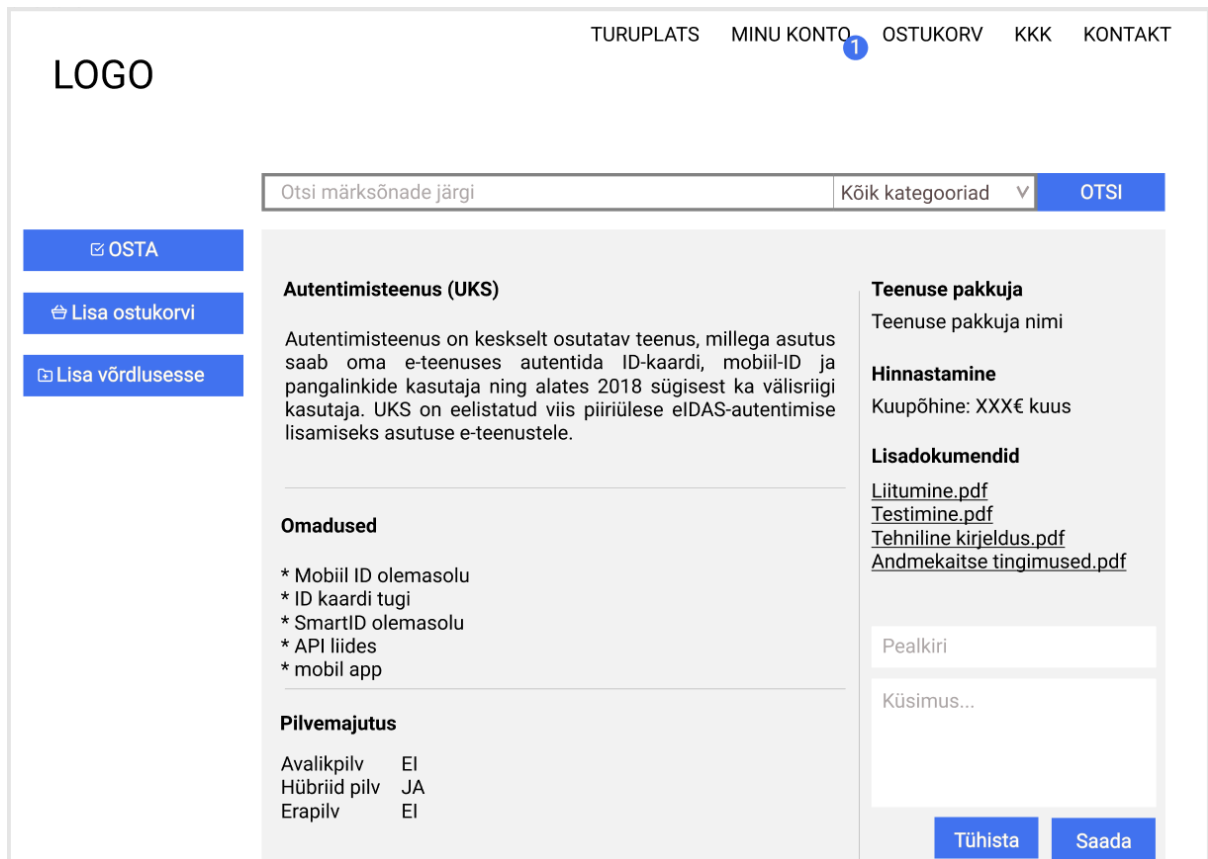 TURUPLATS MINU KONTO 1 OSTUKORV KKK KONTAKT
LOGO
Otsi märksõnade järgi Kõik kategooriad OTSI
OSTA
Lisa ostukorvi
Lisa võrdlusesse
Autentimisteenus (UKS)
Autentimisteenus on keskselt osutatav teenus, millega asutus
saab oma e-teenuses autentida ID-kaardi, mobiil-ID ja
pangalinkide kasutaja ning alates 2018 sügisest ka välisriigi
kasutaja. UKS on eelistatud viis piiriülese eIDAS-autentimise
lisamiseks asutuse e-teenustele.
Omadused
* Mobiil ID olemasolu
* ID kaardi tugi
* SmartID olemasolu
* API liides
* mobil app
Pilvemajutus
Avalikpilv EI
Hübriid pilv JA
Erapilv EI
Teenuse pakkuja
Teenuse pakkuja nimi
Hinnastamine
Kuupõhine: XXX€ kuus
Lisadokumendid
Liitumine.pdf
Testimine.pdf
Tehniline kirjeldus.pdf
Andmekaitse tingimused.pdf
Pealkiri
Küsimus...
Tühista Saada